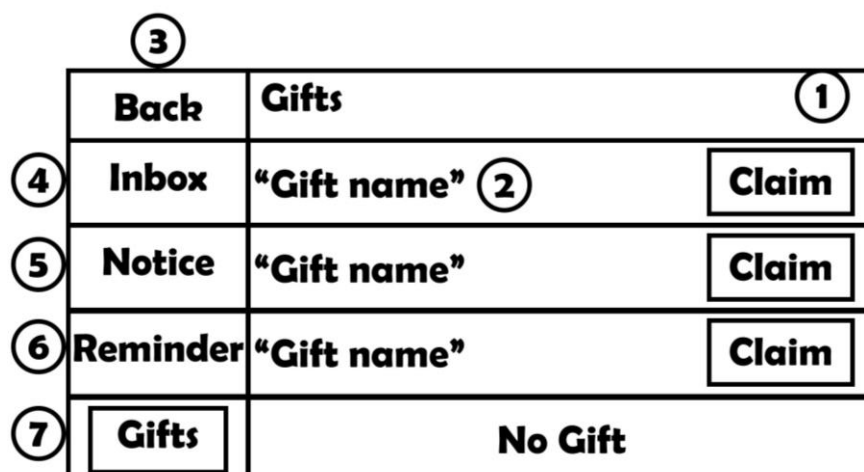 3
Back Gifts 1
4 Inbox “Gift name” 2 Claim
5 Notice “Gift name” Claim
6 Reminder “Gift name” Claim
7 Gifts No Gift